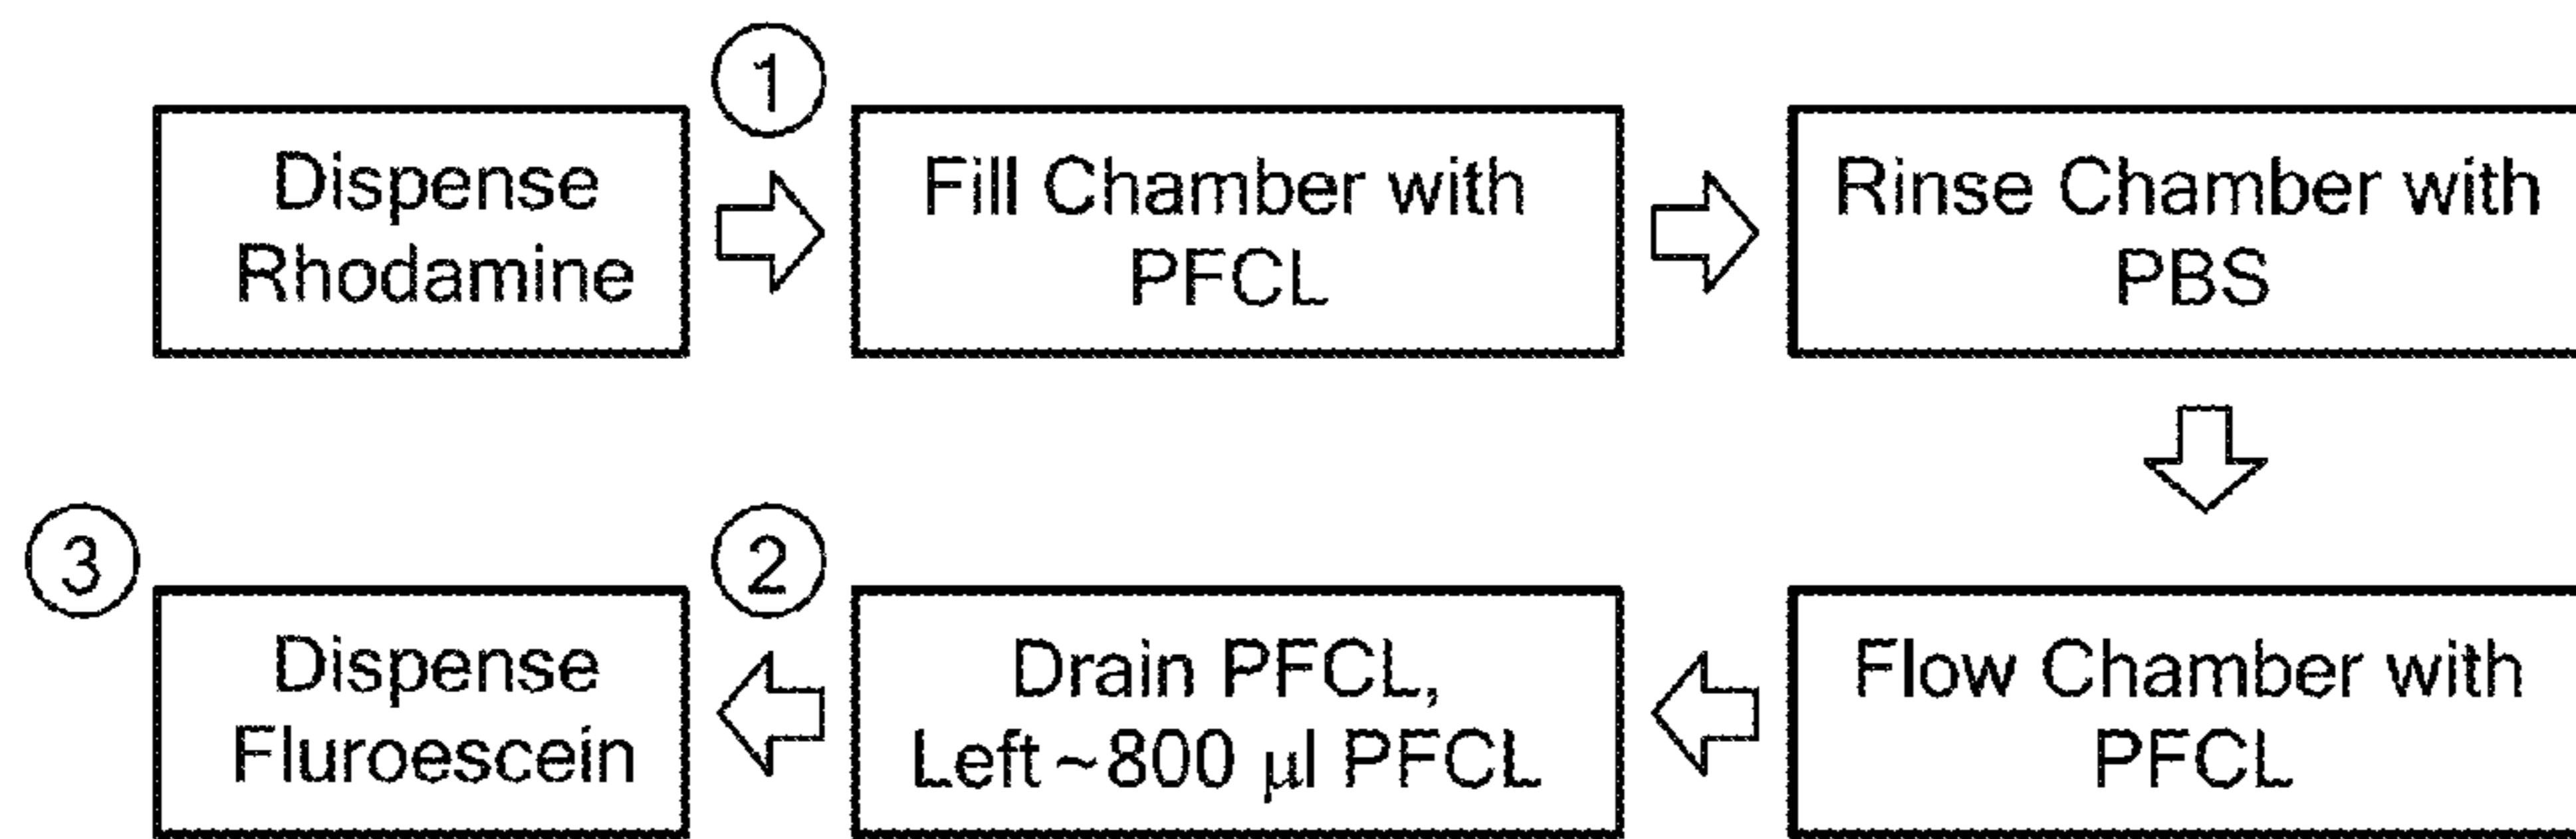 1
Dispense
Rhodamine
Fill Chamber with
PFCL
Rinse Chamber with
PBS
3
Dispense
Fluroescein
2
Drain PFCL,
Left ~800 µl PFCL
Flow Chamber with
PFCL